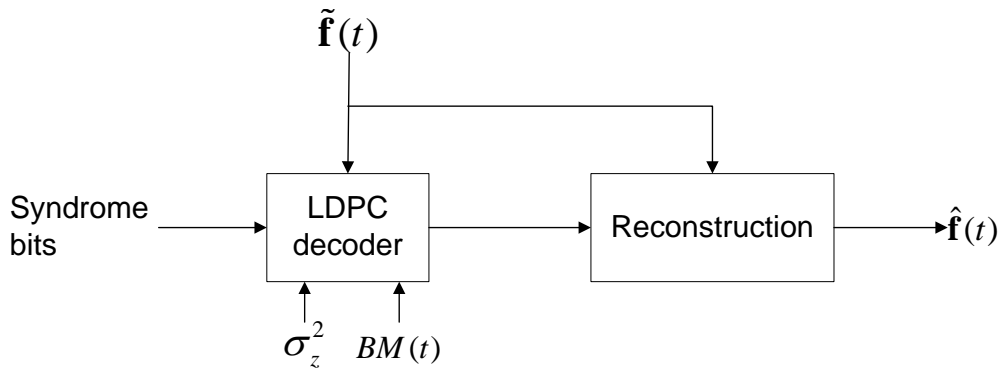 f̃(t)
Syndrome
bits
LDPC
decoder
Reconstruction
f̂(t)
σ_z^2
BM(t)